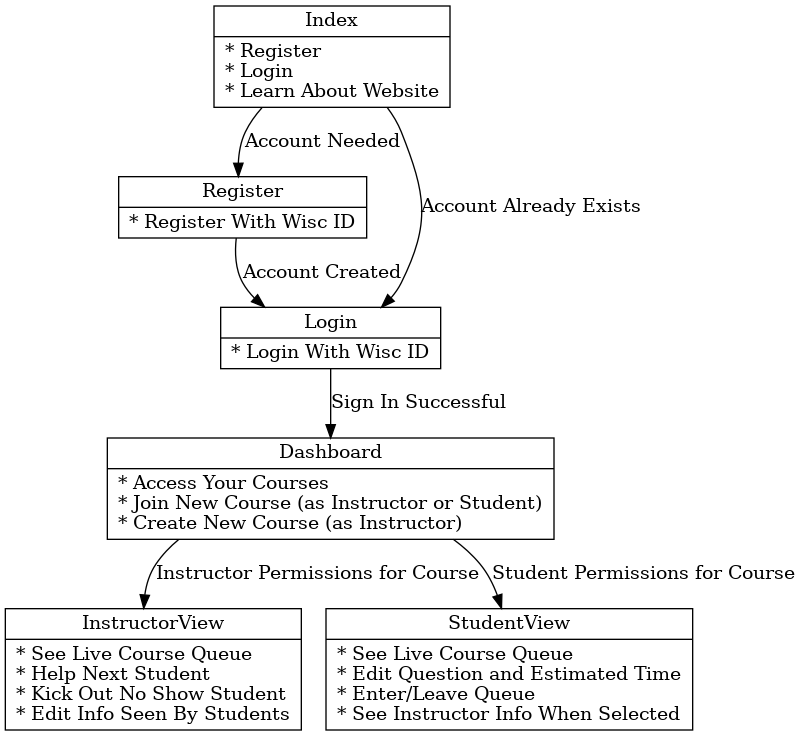 Index
* Register
* Login
* Learn About Website
Account Needed
Register
* Register With Wisc ID
Account Already Exists
Account Created
Login
* Login With Wisc ID
Sign In Successful
Dashboard
* Access Your Courses
* Join New Course (as Instructor or Student)
* Create New Course (as Instructor)
Instructor Permissions for Course
Student Permissions for Course
InstructorView
* See Live Course Queue
* Help Next Student
* Kick Out No Show Student
* Edit Info Seen By Students
StudentView
* See Live Course Queue
* Edit Question and Estimated Time
* Enter/Leave Queue
* See Instructor Info When Selected